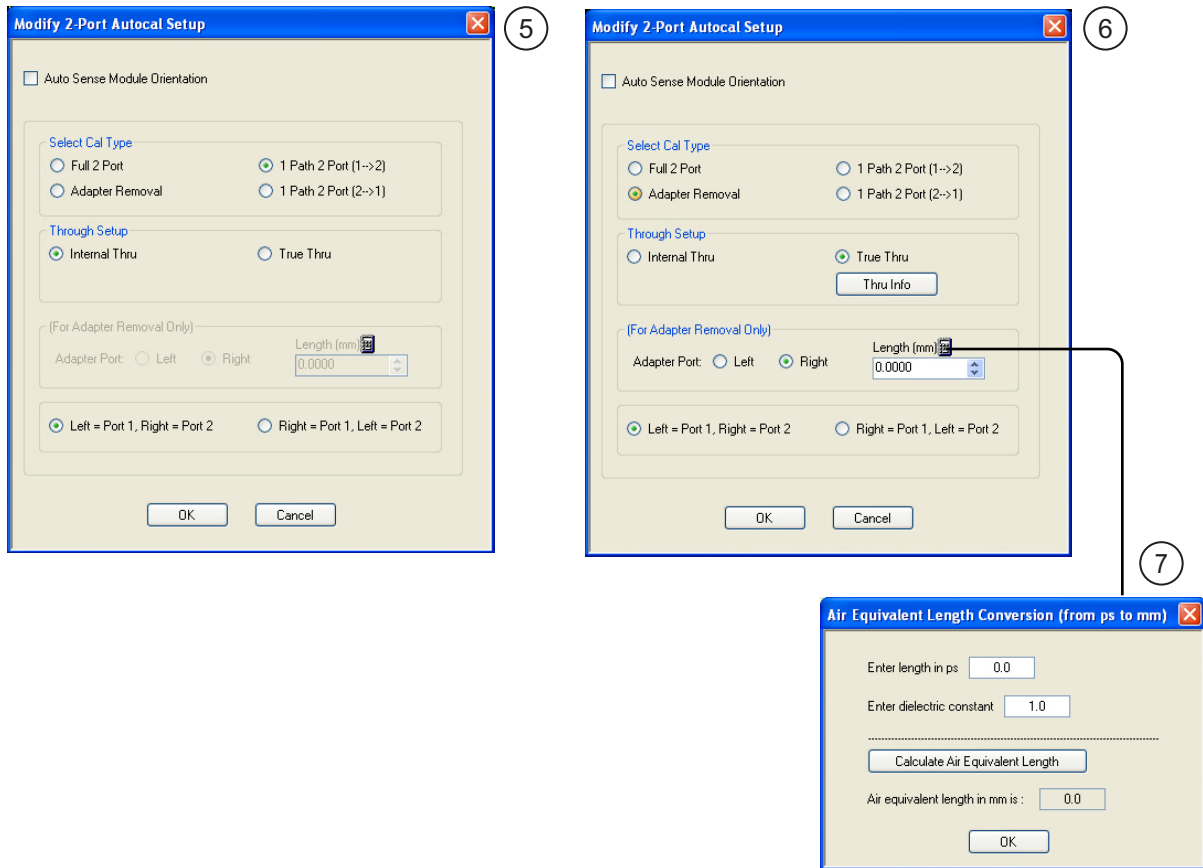 Modify 2-Port Autocal Setup
5
Auto Sense Module Orientation
Select Cal Type
Full 2 Port
1 Path 2 Port (1-->2)
Adapter Removal
1 Path 2 Port (2-->1)
Through Setup
Internal Thru
True Thru
(For Adapter Removal Only)
Adapter Port:
Left
Right
Length (mm)
0.0000
Left = Port 1, Right = Port 2
Right = Port 1, Left = Port 2
OK
Cancel
Modify 2-Port Autocal Setup
6
Auto Sense Module Orientation
Select Cal Type
Full 2 Port
1 Path 2 Port (1-->2)
Adapter Removal
1 Path 2 Port (2-->1)
Through Setup
Internal Thru
True Thru
Thru Info
(For Adapter Removal Only)
Adapter Port:
Left
Right
Length (mm)
0.0000
Left = Port 1, Right = Port 2
Right = Port 1, Left = Port 2
OK
Cancel
7
Air Equivalent Length Conversion (from ps to mm)
Enter length in ps
0.0
Enter dielectric constant
1.0
Calculate Air Equivalent Length
Air equivalent length in mm is :
0.0
OK